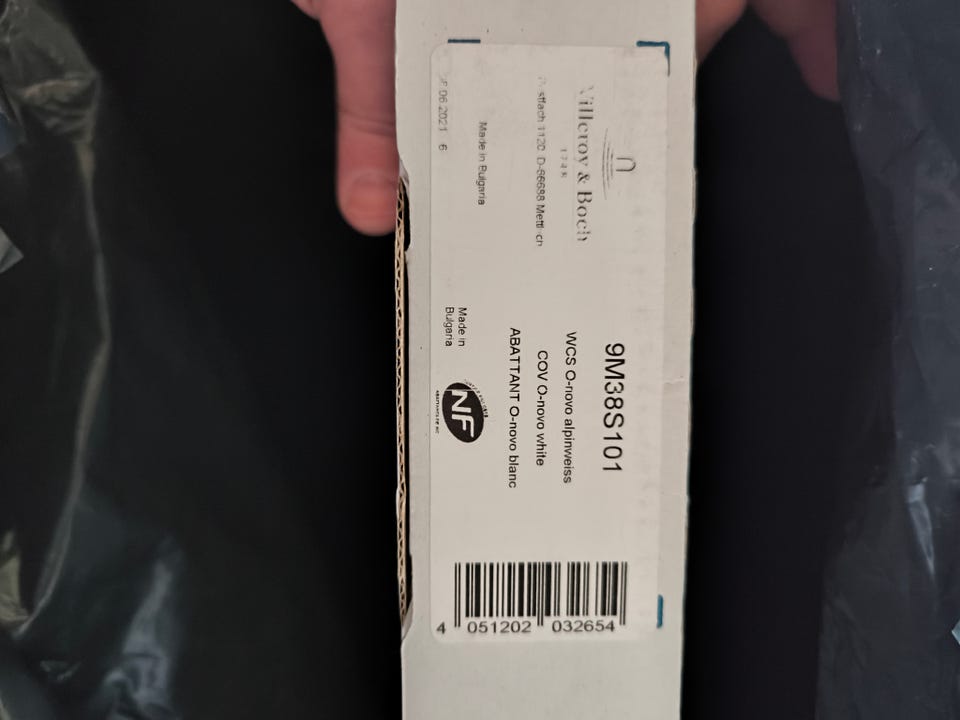 Villeroy & Boch
1748
Postfach 1120 D-66688 Mettlach
Made in Bulgaria
06 2021 6
9M38S101
WCS O-novo alpinweiss
COV O-novo white
ABATTANT O-novo blanc
Made in
Bulgaria
NF
4 051202 032654